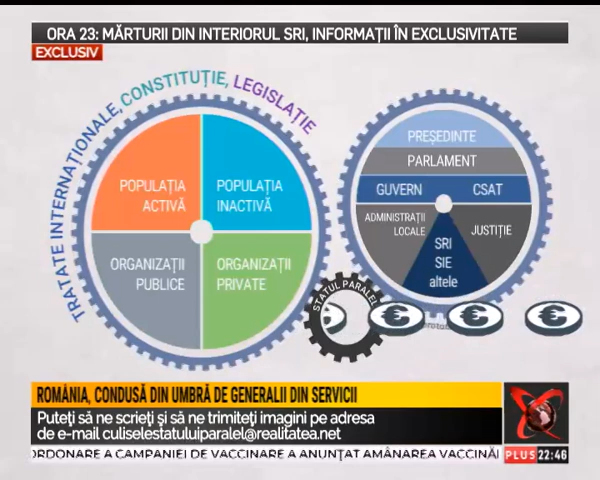 ORA 23: MĂRTURII DIN INTERIORUL SRI, INFORMAȚII ÎN EXCLUSIVITATE
EXCLUSIV
TRATATE INTERNAȚIONALE, CONSTITUȚIE, LEGISLAȚIE
POPULAȚIA
ACTIVĂ
POPULAȚIA
INACTIVĂ
ORGANIZAȚII
PUBLICE
ORGANIZAȚII
PRIVATE
PREȘEDINTE
PARLAMENT
GUVERN
CSAT
ADMINISTRAȚII
LOCALE
JUSTIȚIE
SRI
SIE
altele
STATUL PARALEL
ROMÂNIA, CONDUSĂ DIN UMBRĂ DE GENERALII DIN SERVICII
Puteți să ne scrieți și să ne trimiteți imagini pe adresa
de e-mail culiselestatuluiparalel@realitatea.net
ORDONARE A CAMPANIEI DE VACCINARE A ANUNȚAT AMÂNAREA VACCINĂI
PLUS 22:46